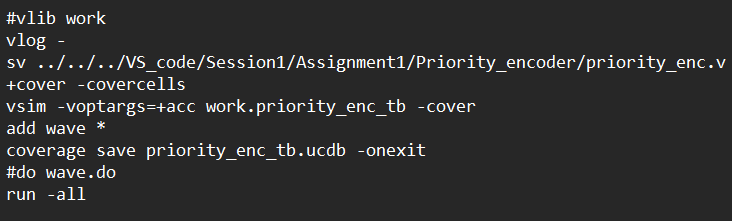 #vlib work
vlog -
sv ../../../VS_code/Session1/Assignment1/Priority_encoder/priority_enc.v
+cover -covercells
vsim -voptargs=+acc work.priority_enc_tb -cover
add wave *
coverage save priority_enc_tb.ucdb -onexit
#do wave.do
run -all